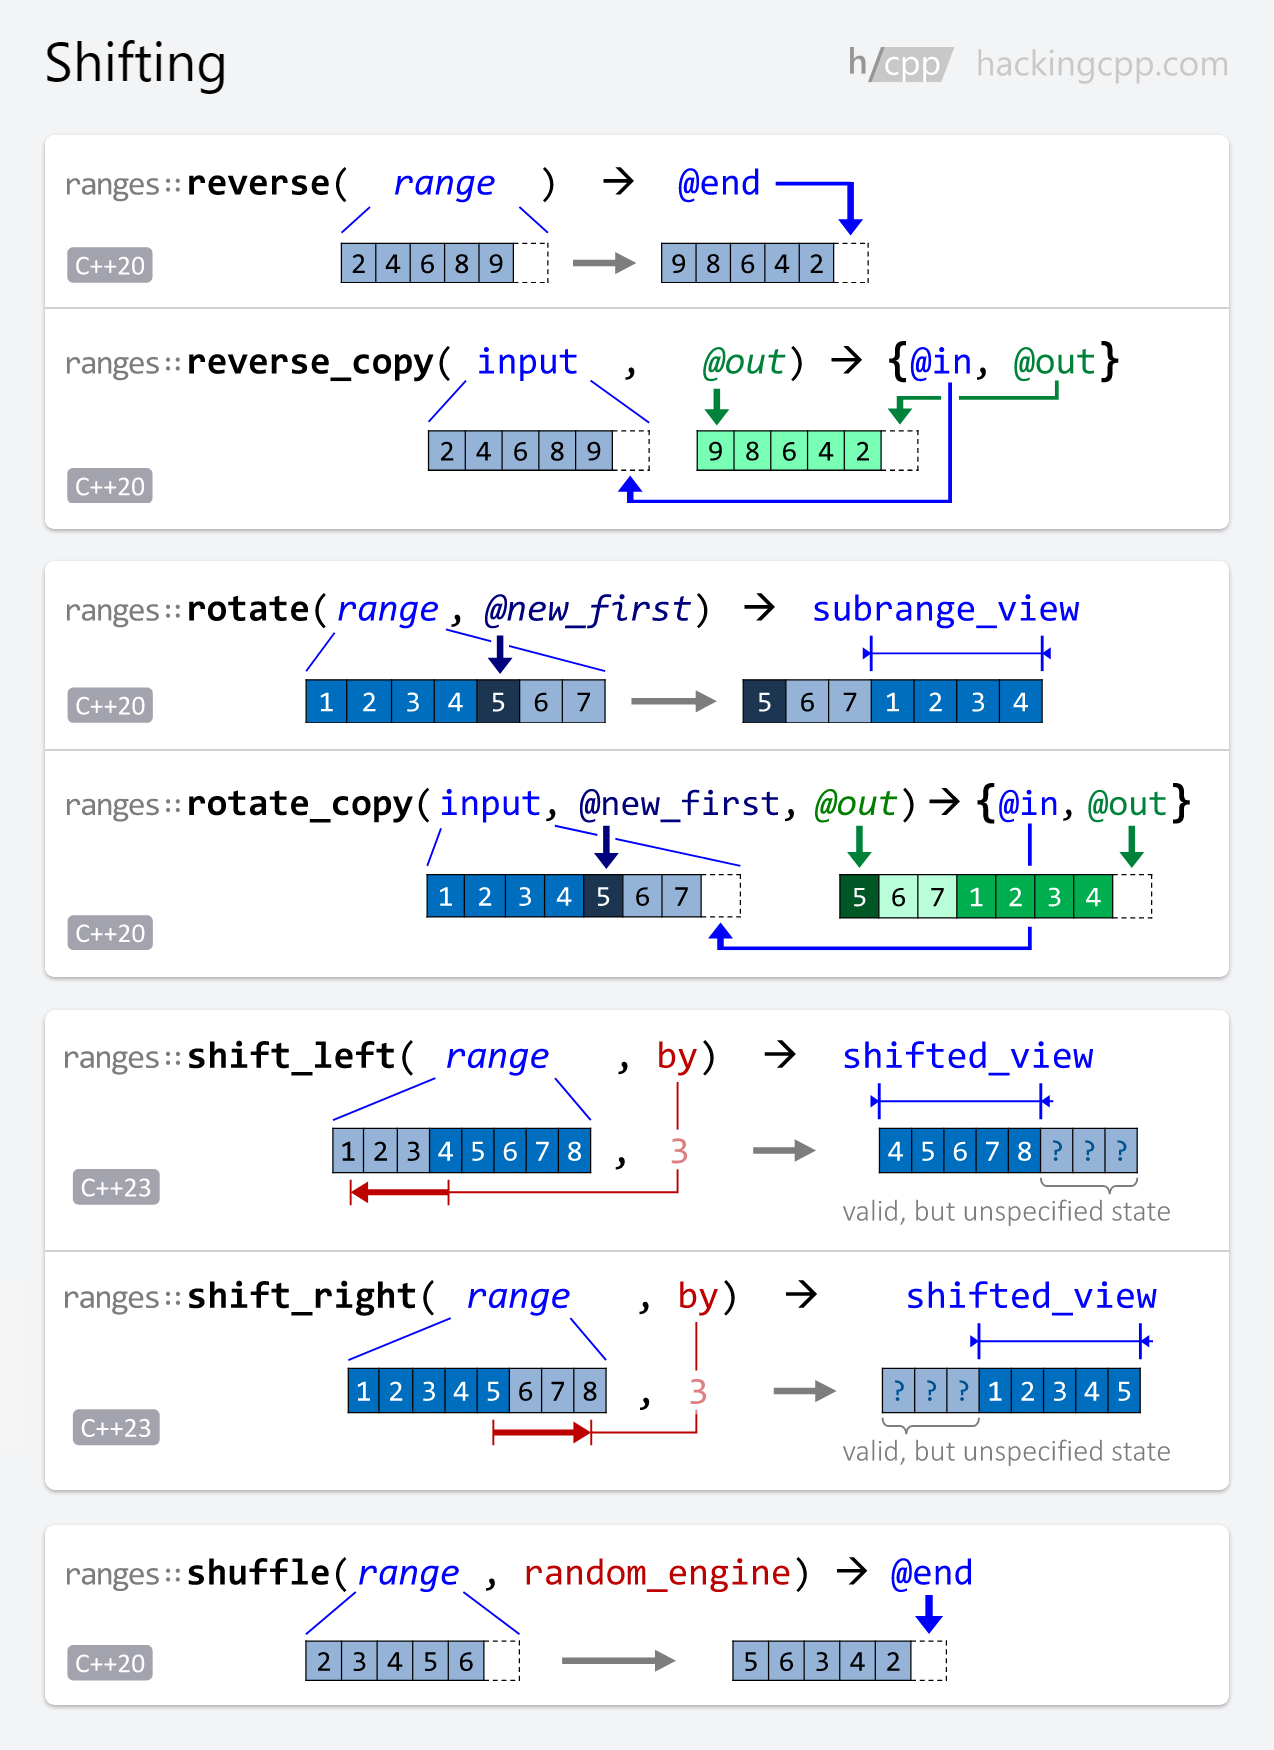 Shifting
h/cpp hackingcpp.com
ranges::reverse( range ) → @end
C++20
2 4 6 8 9 → 9 8 6 4 2
ranges::reverse_copy( input , @out) → {@in, @out}
2 4 6 8 9 9 8 6 4 2
C++20
ranges::rotate(range, @new_first) → subrange_view
C++20
1 2 3 4 5 6 7 → 5 6 7 1 2 3 4
ranges::rotate_copy(input, @new_first, @out) → {@in, @out}
1 2 3 4 5 6 7 5 6 7 1 2 3 4
C++20
ranges::shift_left( range , by) → shifted_view
1 2 3 4 5 6 7 8 , 3 → 4 5 6 7 8 ? ? ?
C++23
valid, but unspecified state
ranges::shift_right( range , by) → shifted_view
1 2 3 4 5 6 7 8 , 3 → ? ? ? 1 2 3 4 5
C++23
valid, but unspecified state
ranges::shuffle(range , random_engine) → @end
C++20
2 3 4 5 6 → 5 6 3 4 2